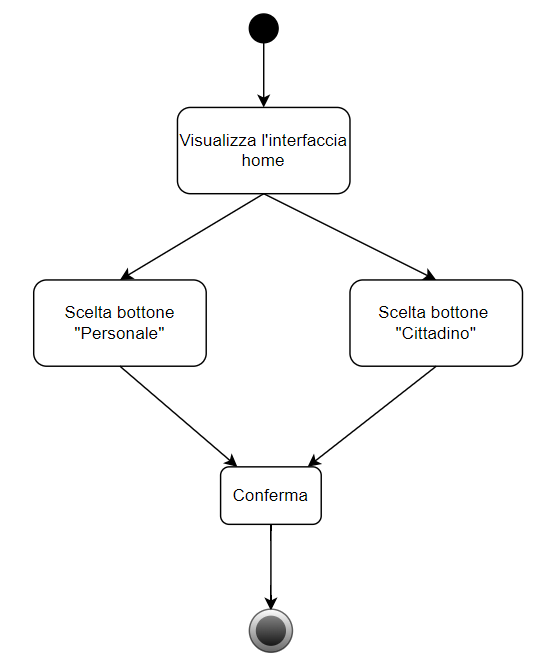 Visualizza l'interfaccia
home
Scelta bottone
"Personale"
Scelta bottone
"Cittadino"
Conferma